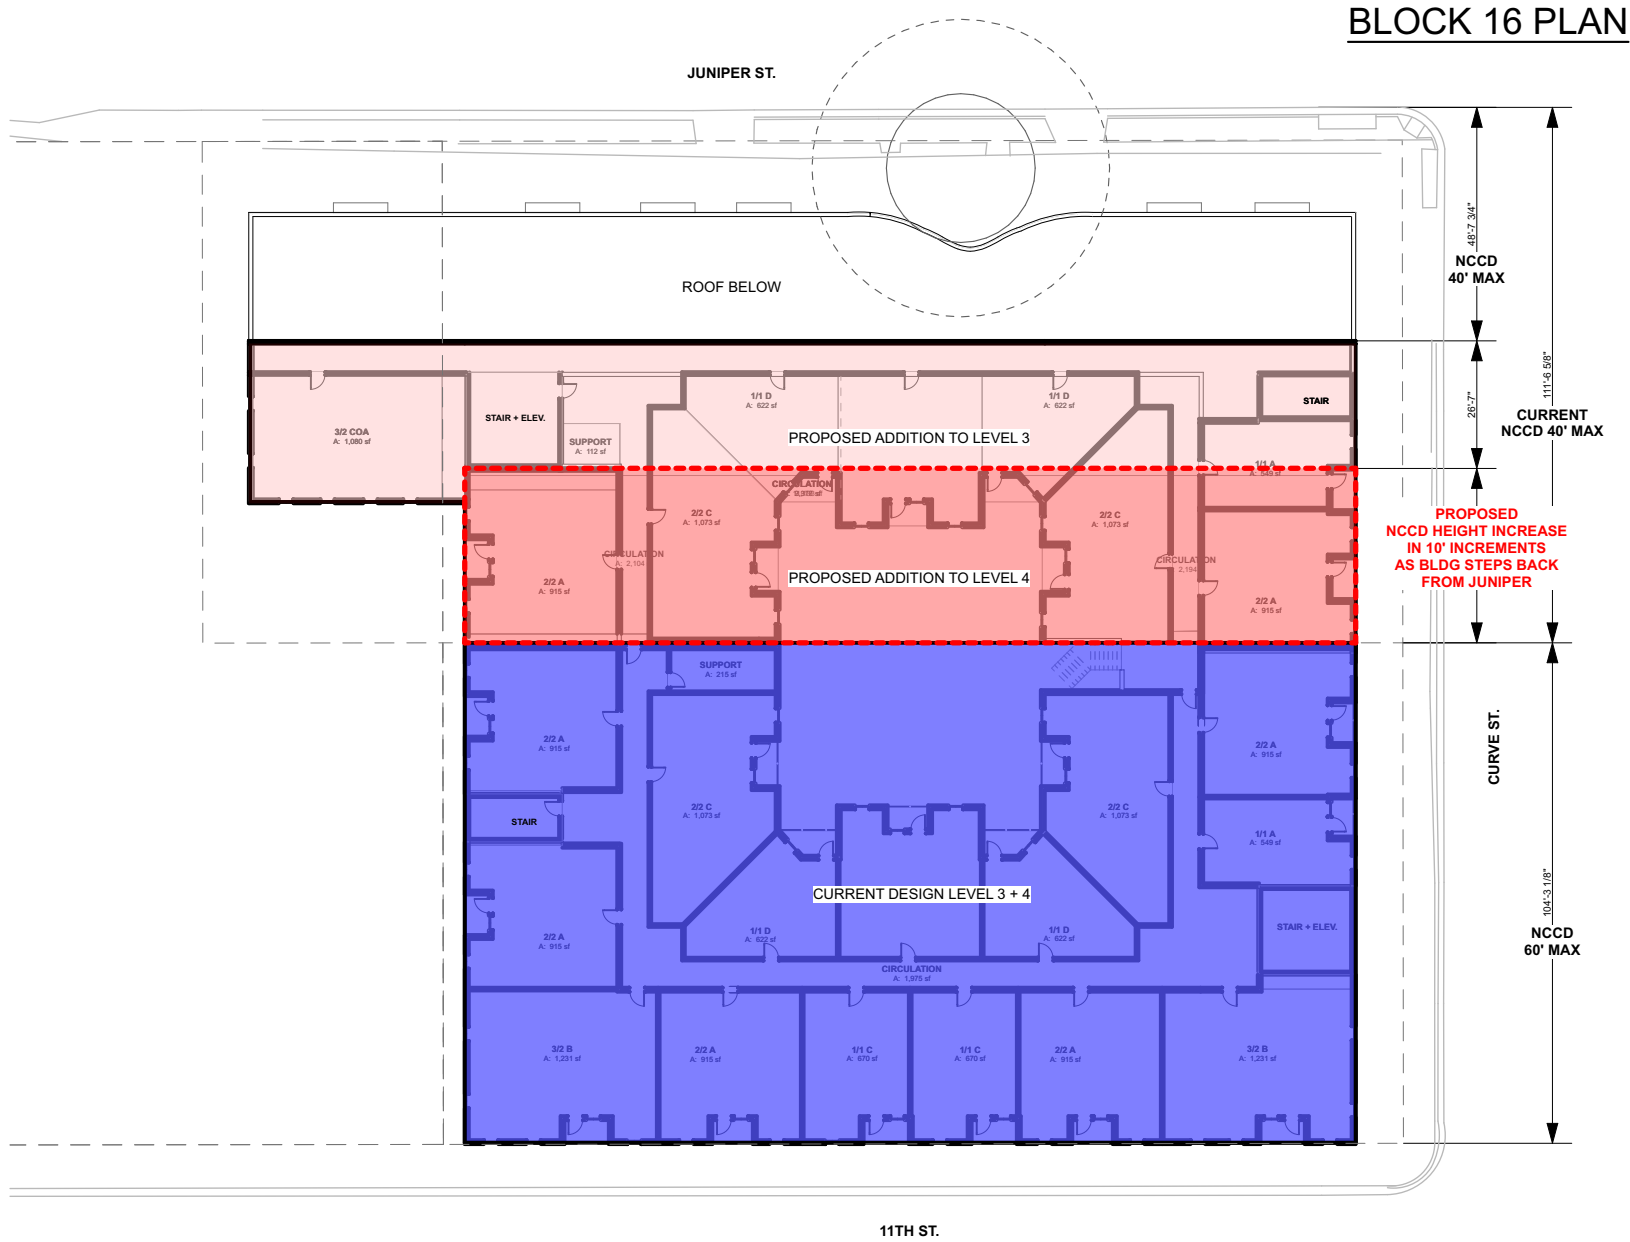 BLOCK 16 PLAN
JUNIPER ST.
48'-7 3/4"
NCCD
40' MAX
ROOF BELOW
111'-6 5/8"
26'-7"
CURRENT
NCCD 40' MAX
1/1 D
A: 622 sf
1/1 D
A: 622 sf
STAIR
STAIR + ELEV.
3/2 COA
A: 1,080 sf
SUPPORT
A: 112 sf
PROPOSED ADDITION TO LEVEL 3
1/1 A
A: 549 sf
CIRCULATION
2/2 C
A: 1,073 sf
2/2 C
A: 1,073 sf
PROPOSED
NCCD HEIGHT INCREASE
IN 10' INCREMENTS
AS BLDG STEPS BACK
FROM JUNIPER
CIRCULATION
A: 2,104
CIRCULATION
2,194
PROPOSED ADDITION TO LEVEL 4
2/2 A
A: 915 sf
2/2 A
A: 915 sf
SUPPORT
A: 215 sf
2/2 A
A: 915 sf
2/2 A
A: 915 sf
CURVE ST.
2/2 C
A: 1,073 sf
2/2 C
A: 1,073 sf
STAIR
1/1 A
A: 549 sf
CURRENT DESIGN LEVEL 3 + 4
104'-3 1/8"
NCCD
60' MAX
2/2 A
A: 915 sf
1/1 D
A: 622 sf
1/1 D
A: 622 sf
STAIR + ELEV.
CIRCULATION
A: 1,975 sf
3/2 B
A: 1,231 sf
2/2 A
A: 915 sf
1/1 C
A: 670 sf
1/1 C
A: 670 sf
2/2 A
A: 915 sf
3/2 B
A: 1,231 sf
11TH ST.